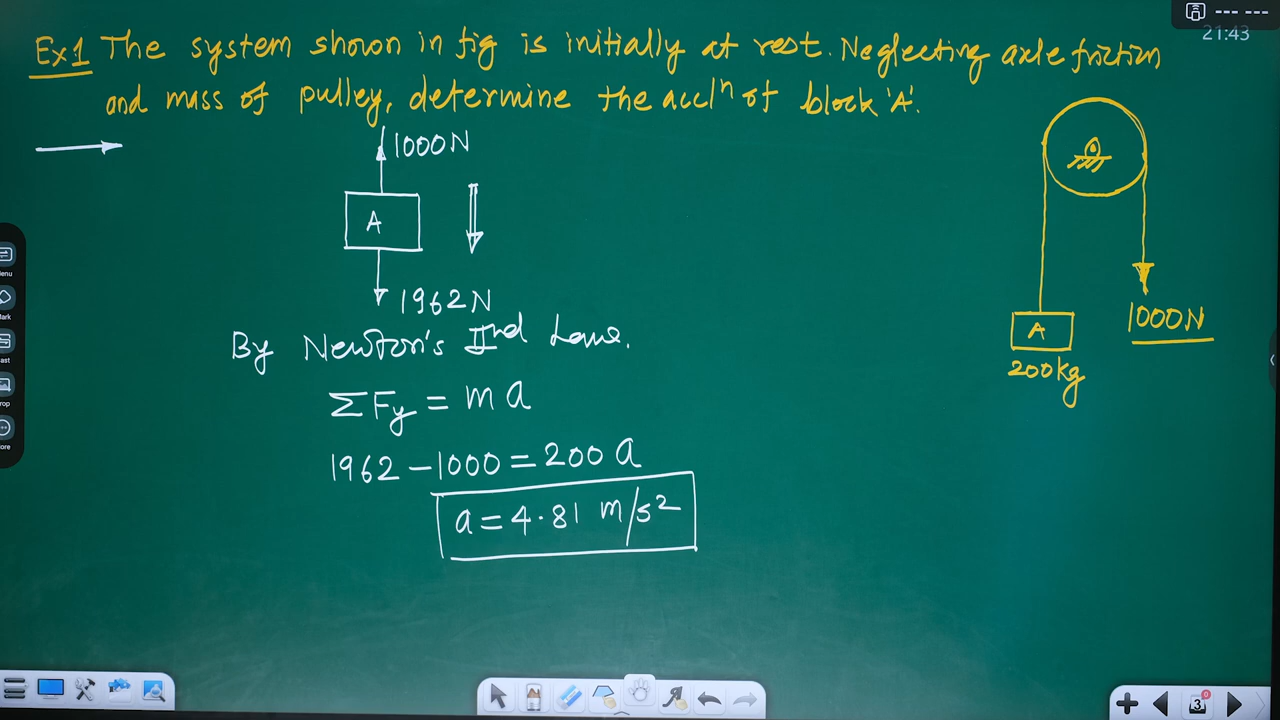 Ex1 The system shown in fig is initially at rest. Neglecting axle friction
and mass of pulley, determine the accln of block 'A'.
21:43
1000N
A
1962N
By Newton's IInd Lawe.
ΣFy = ma
1962 - 1000 = 200 a
a = 4.81 m/s²
1000N
A
200kg
3